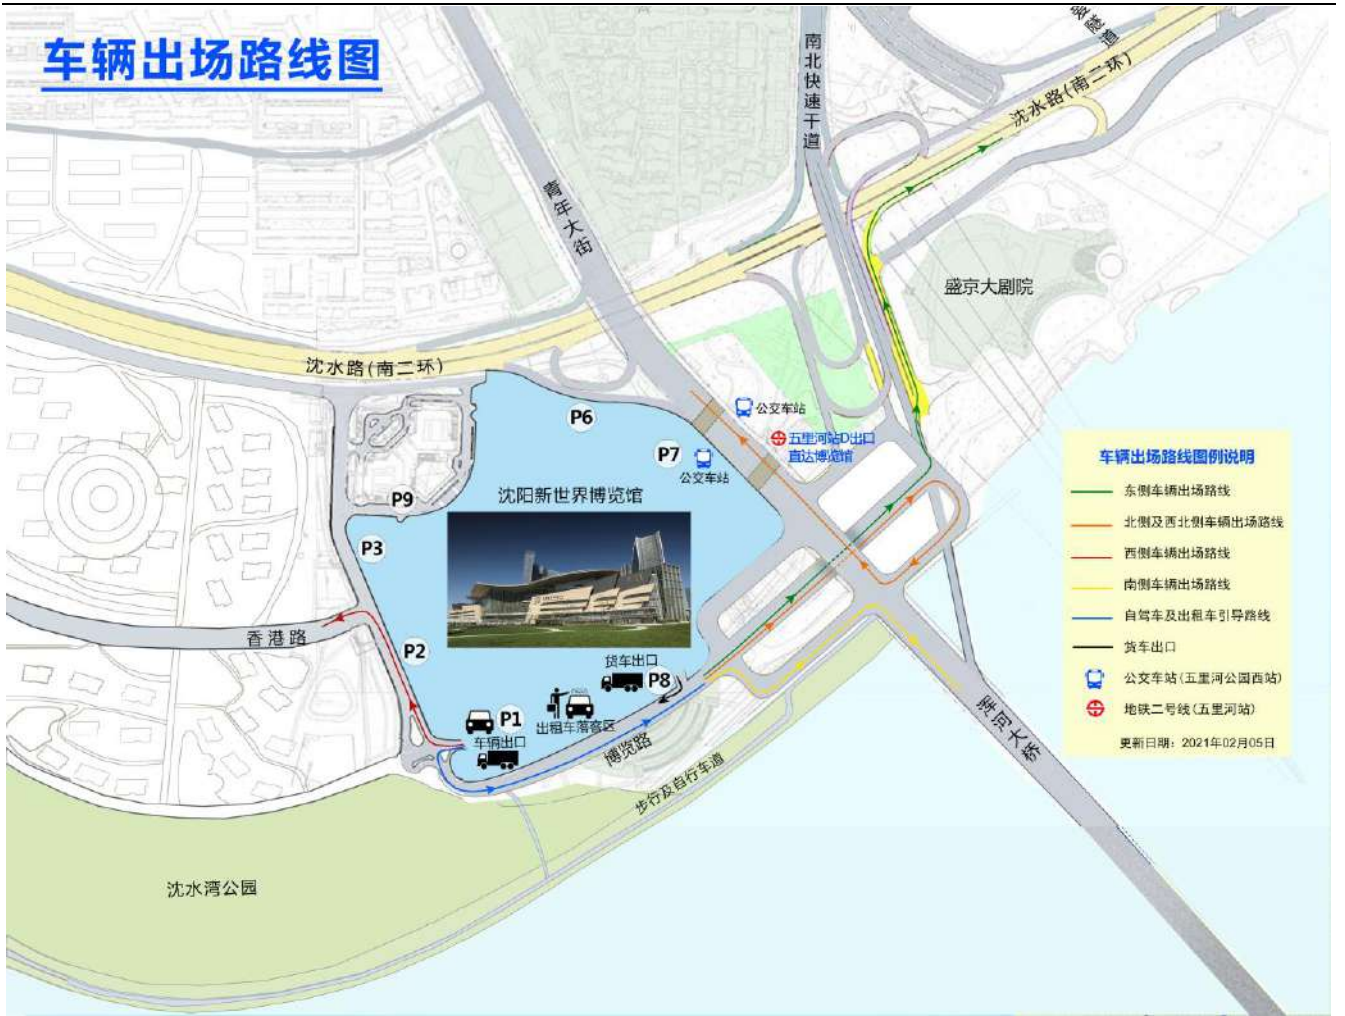 车辆出场路线图
南北快速干道
爱隧道
沈水路(南二环)
青年大街
盛京大剧院
沈水路(南二环)
公交车站
五里河站D出口
直达博览馆
P6
P7
公交车站
P9
沈阳新世界博览馆
P3
香港路
P2
货车出口
P8
P1
出租车落客区
车辆出口
博览路
步行及自行车道
浑河大桥
沈水湾公园
车辆出场路线图例说明
东侧车辆出场路线
北侧及西北侧车辆出场路线
西侧车辆出场路线
南侧车辆出场路线
自驾车及出租车引导路线
货车出口
公交车站(五里河公园西站)
地铁二号线(五里河站)
更新日期：2021年02月05日